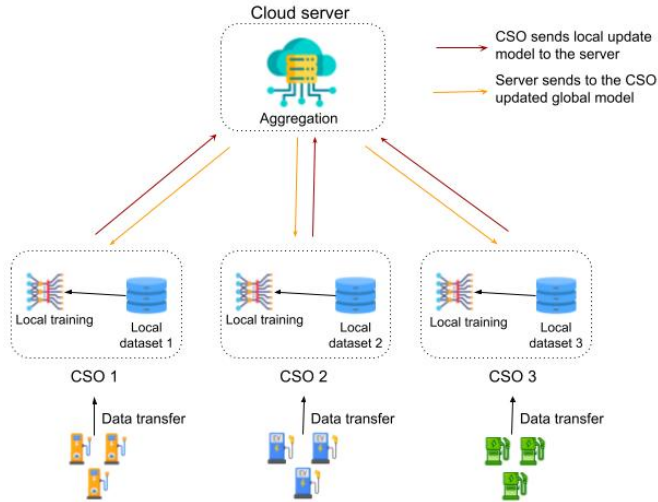 Cloud server
Aggregation
CSO sends local update
model to the server
Server sends to the CSO
updated global model
Local training
Local
dataset 1
CSO 1
Local training
Local
dataset 2
CSO 2
Local training
Local
dataset 3
CSO 3
Data transfer
Data transfer
Data transfer